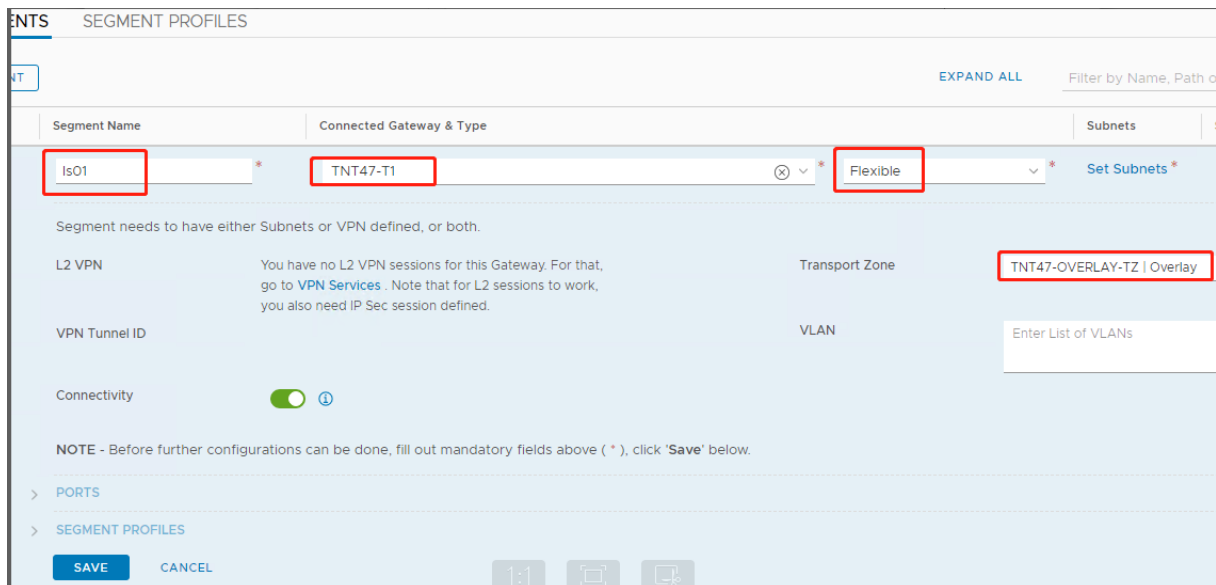 ENTS SEGMENT PROFILES
NT EXPAND ALL Filter by Name, Path o
Segment Name Connected Gateway & Type Subnets
ls01 * TNT47-T1 * Flexible * Set Subnets *
Segment needs to have either Subnets or VPN defined, or both.
L2 VPN You have no L2 VPN sessions for this Gateway. For that, Transport Zone TNT47-OVERLAY-TZ | Overlay
go to VPN Services . Note that for L2 sessions to work,
you also need IP Sec session defined.
VPN Tunnel ID VLAN Enter List of VLANs
Connectivity
NOTE - Before further configurations can be done, fill out mandatory fields above ( * ), click 'Save' below.
> PORTS
> SEGMENT PROFILES
SAVE CANCEL
1:1